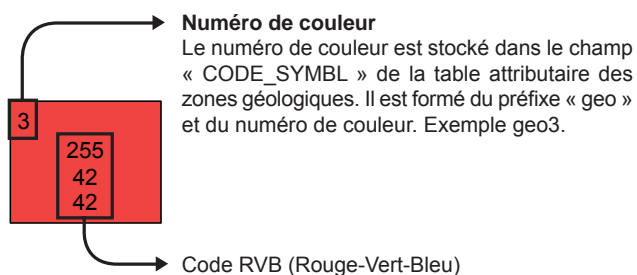 Numéro de couleur
Le numéro de couleur est stocké dans le champ
« CODE_SYMBL » de la table attributaire des
zones géologiques. Il est formé du préfixe « geo »
et du numéro de couleur. Exemple geo3.
3
255
42
42
Code RVB (Rouge-Vert-Bleu)